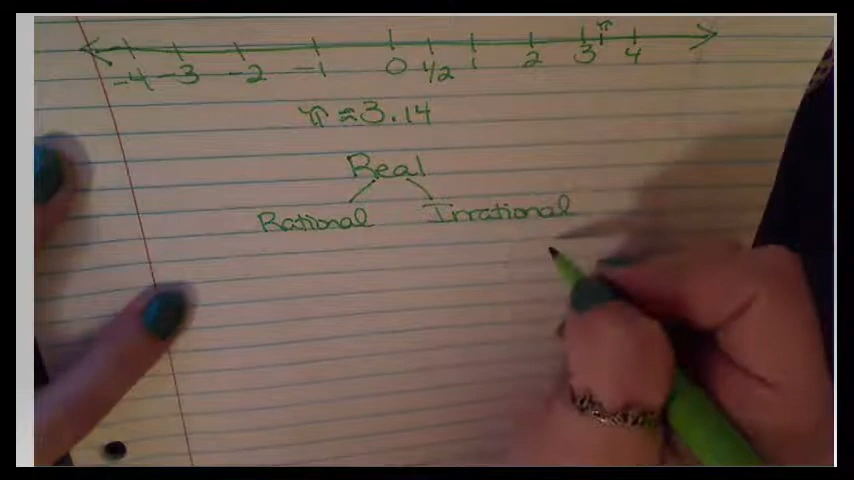 π
-4 -3 -2 -1 0 1/2 1 2 3 4
π ≈ 3.14
Real
Rational Irrational